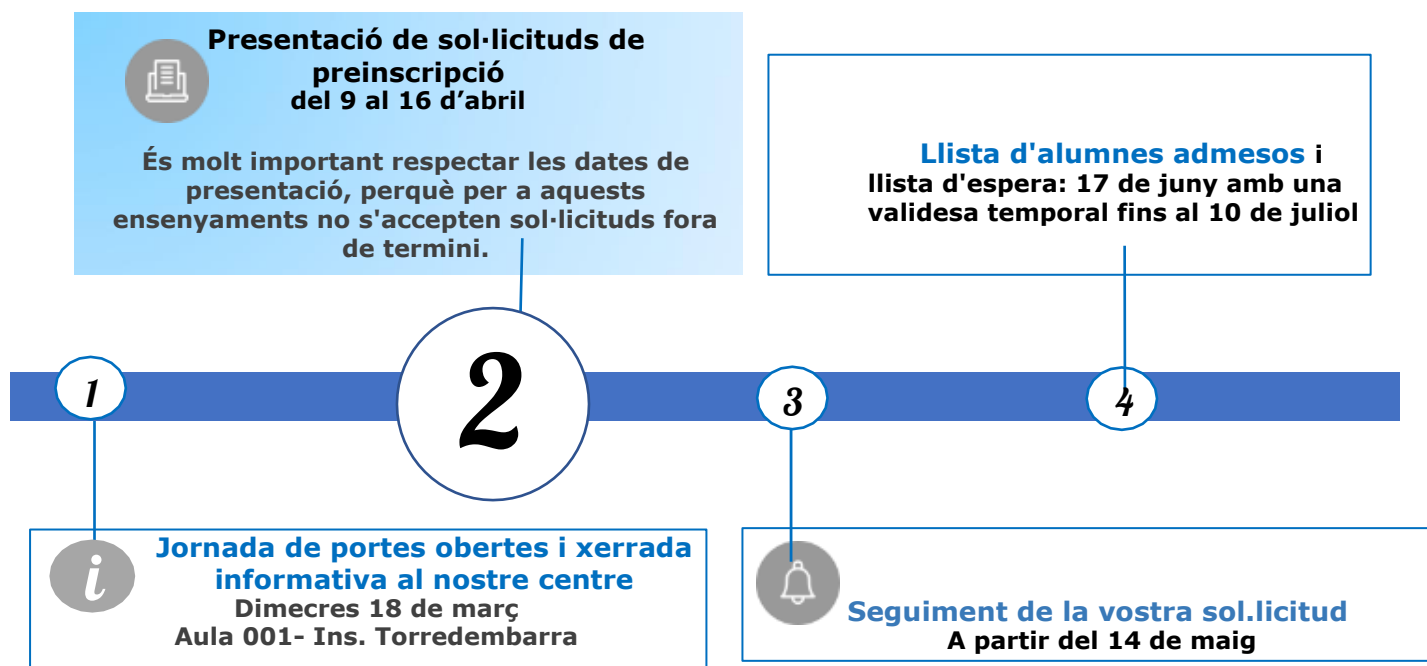 Presentació de sol·licituds de
preinscripció
del 9 al 16 d’abril
És molt important respectar les dates de
presentació, perquè per a aquests
ensenyaments no s'accepten sol·licituds fora
de termini.
Llista d'alumnes admesos i
llista d'espera: 17 de juny amb una
validesa temporal fins al 10 de juliol
1
2
3
4
i
Jornada de portes obertes i xerrada
informativa al nostre centre
Dimecres 18 de març
Aula 001- Ins. Torredembarra
Seguiment de la vostra sol.licitud
A partir del 14 de maig